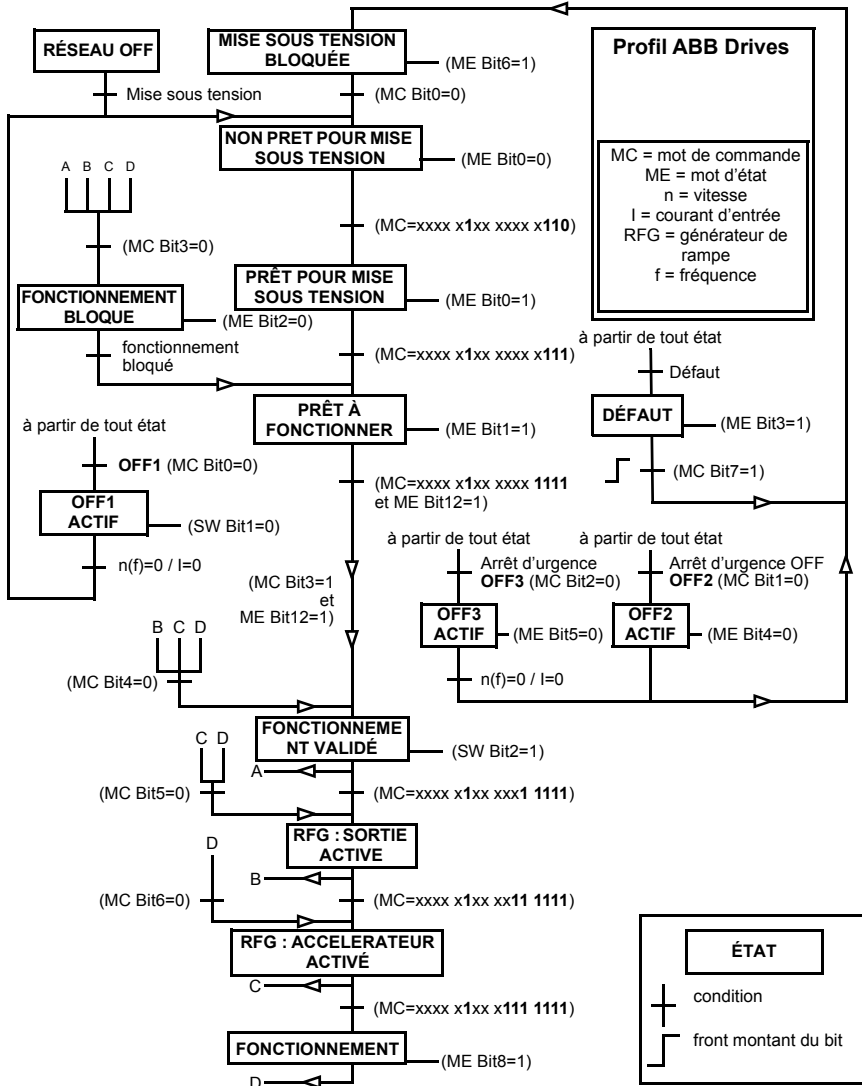 RÉSEAU OFF
Mise sous tension
MISE SOUS TENSION
BLOQUÉE
(ME Bit6=1)
(MC Bit0=0)
NON PRET POUR MISE
SOUS TENSION
(ME Bit0=0)
(MC=xxxx x1xx xxxx x110)
A B C D
(MC Bit3=0)
FONCTIONNEMENT
BLOQUE
(ME Bit2=0)
fonctionnement
bloqué
PRÊT POUR MISE
SOUS TENSION
(ME Bit0=1)
(MC=xxxx x1xx xxxx x111)
PRÊT À
FONCTIONNER
(ME Bit1=1)
(MC=xxxx x1xx xxxx 1111
et ME Bit12=1)
Profil ABB Drives
MC = mot de commande
ME = mot d'état
n = vitesse
I = courant d'entrée
RFG = générateur de
rampe
f = fréquence
à partir de tout état
Défaut
DÉFAUT
(ME Bit3=1)
(MC Bit7=1)
à partir de tout état
OFF1 (MC Bit0=0)
OFF1
ACTIF
(SW Bit1=0)
n(f)=0 / I=0
(MC Bit3=1
et
ME Bit12=1)
à partir de tout état
Arrêt d'urgence
OFF3 (MC Bit2=0)
OFF3
ACTIF
(ME Bit5=0)
n(f)=0 / I=0
à partir de tout état
Arrêt d'urgence OFF
OFF2 (MC Bit1=0)
OFF2
ACTIF
(ME Bit4=0)
B C D
(MC Bit4=0)
FONCTIONNEME
NT VALIDÉ
(SW Bit2=1)
A
C D
(MC Bit5=0)
(MC=xxxx x1xx xxx1 1111)
RFG : SORTIE
ACTIVE
B
D
(MC Bit6=0)
(MC=xxxx x1xx xx11 1111)
RFG : ACCELERATEUR
ACTIVÉ
C
(MC=xxxx x1xx x111 1111)
FONCTIONNEMENT
(ME Bit8=1)
D
ÉTAT
condition
front montant du bit